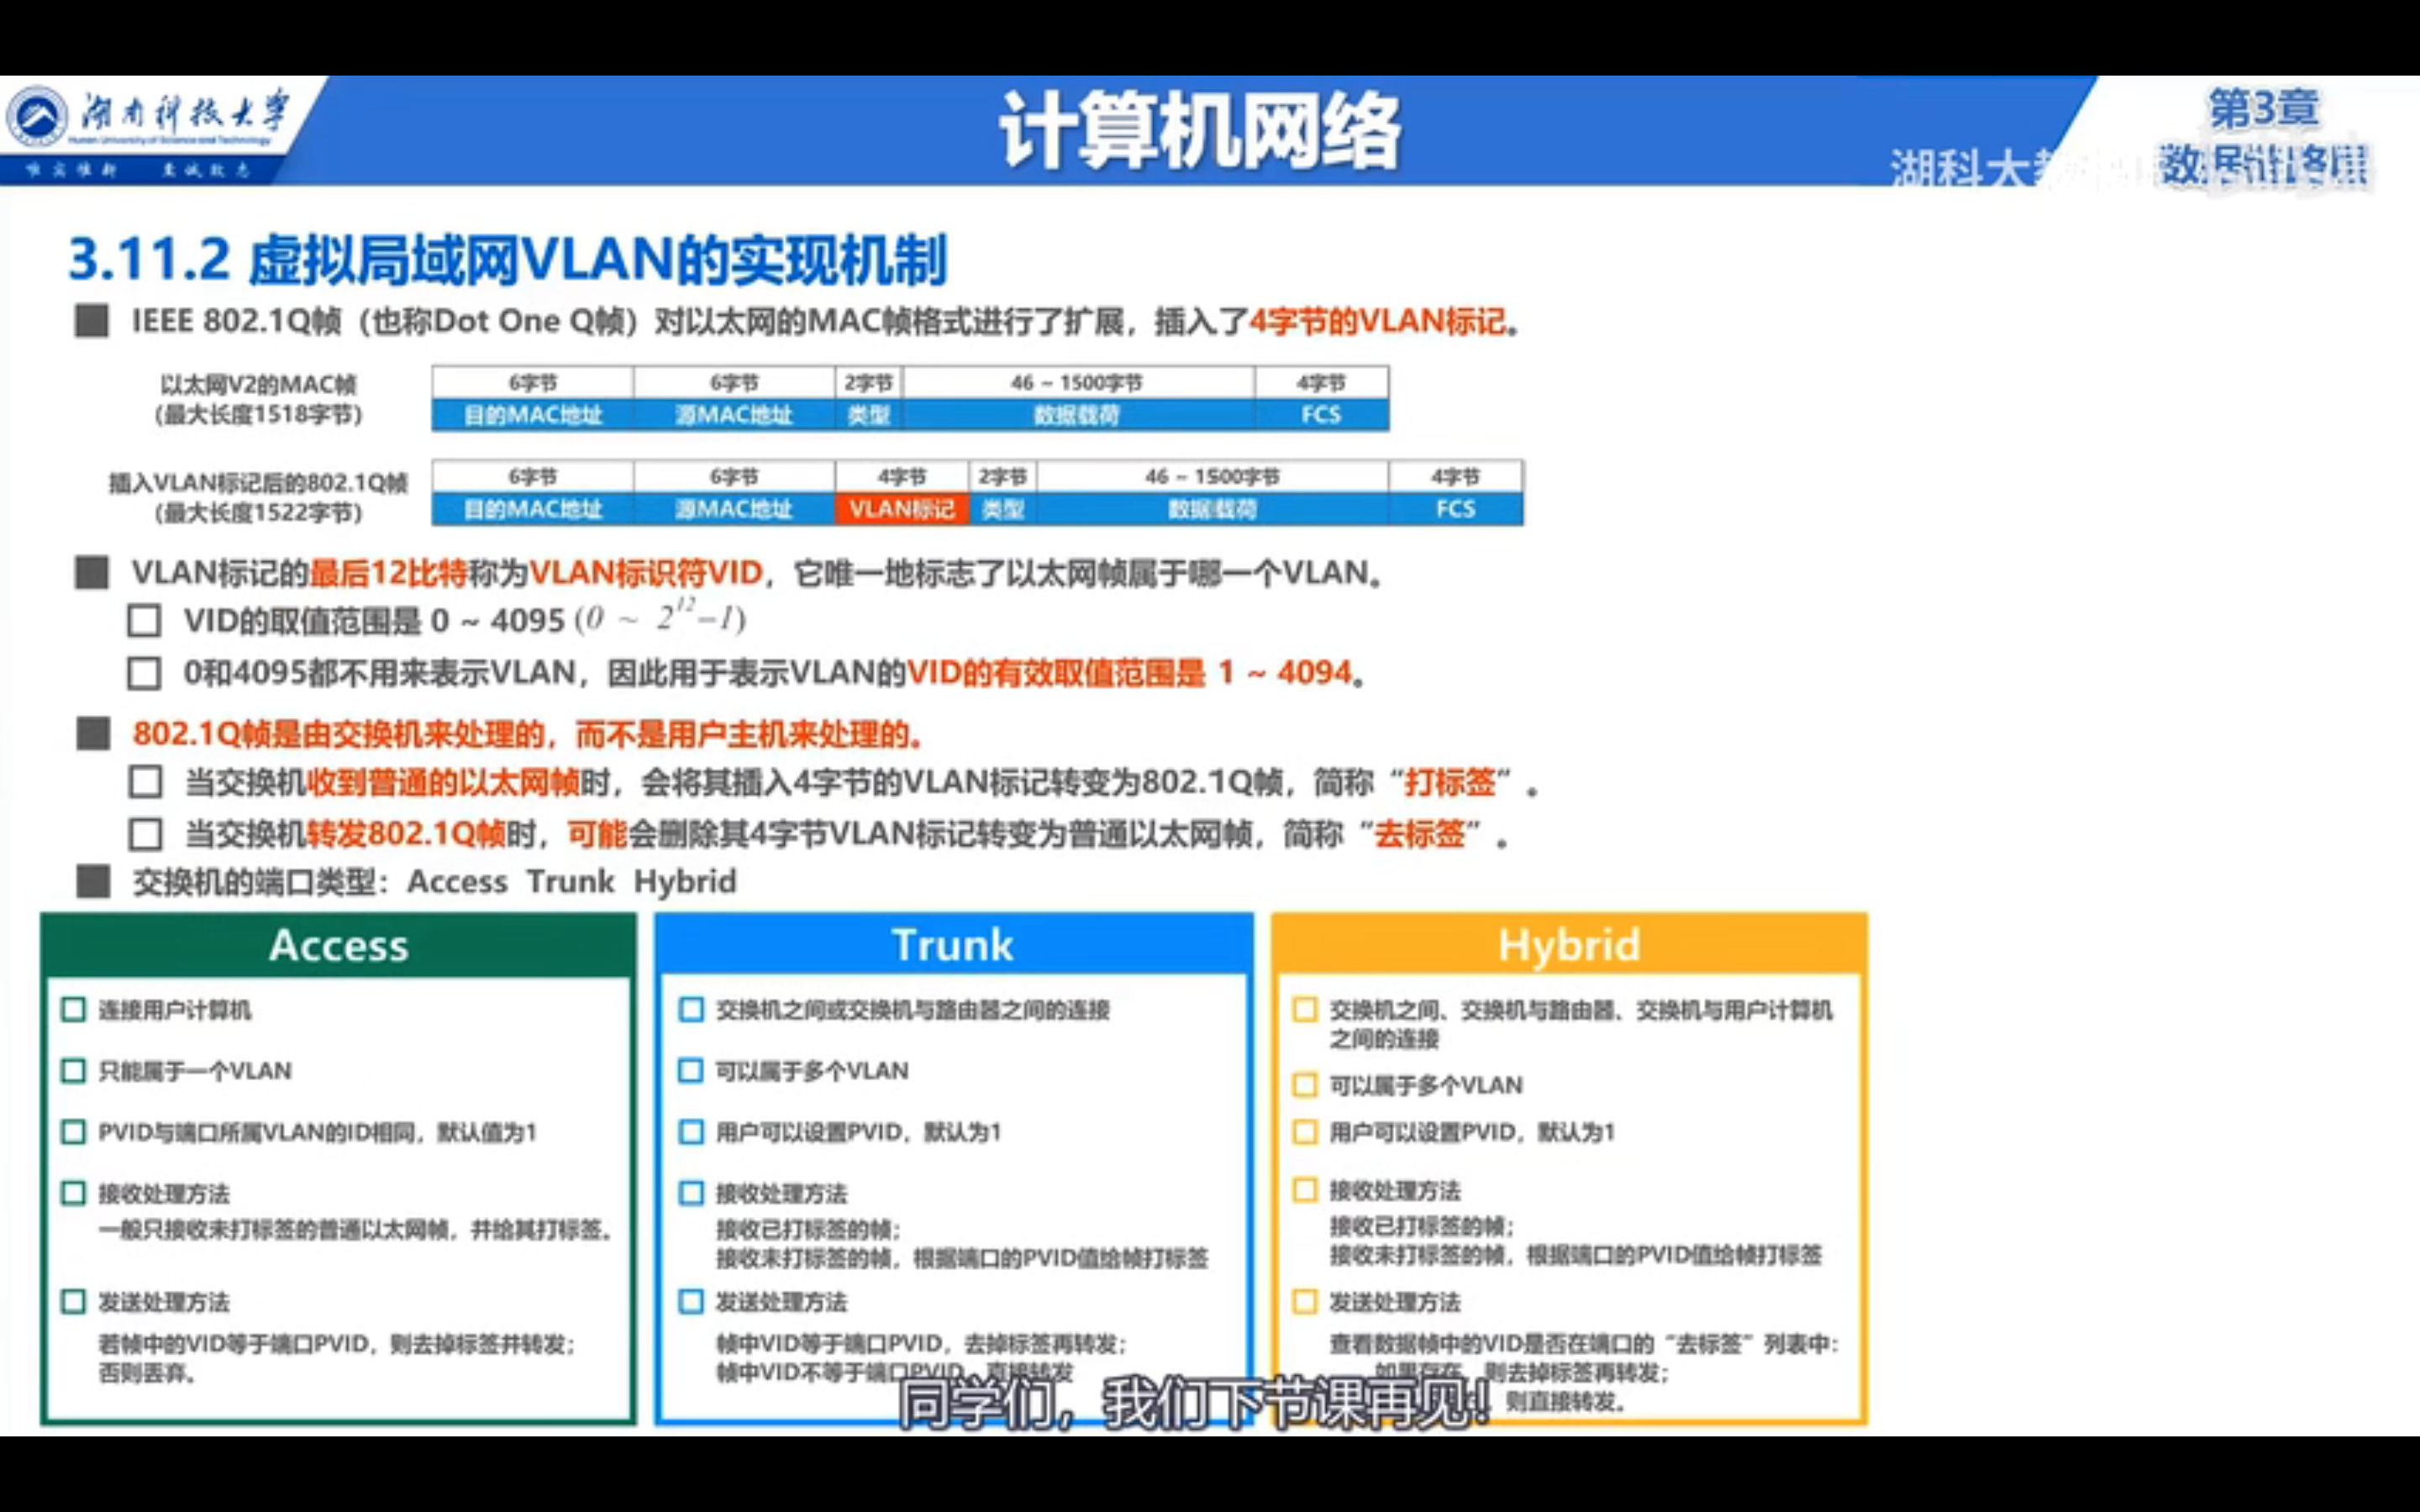 湖南科技大学
Hunan University of Science and Technology
唯实惟新 至诚致志
计算机网络
第3章
湖科大
数据链路层
3.11.2 虚拟局域网VLAN的实现机制
IEEE 802.1Q帧（也称Dot One Q帧）对以太网的MAC帧格式进行了扩展，插入了4字节的VLAN标记。
以太网V2的MAC帧
(最大长度1518字节)
6字节 6字节 2字节 46 ~ 1500字节 4字节
目的MAC地址 源MAC地址 类型 数据载荷 FCS
插入VLAN标记后的802.1Q帧
(最大长度1522字节)
6字节 6字节 4字节 2字节 46 ~ 1500字节 4字节
目的MAC地址 源MAC地址 VLAN标记 类型 数据载荷 FCS
VLAN标记的最后12比特称为VLAN标识符VID，它唯一地标志了以太网帧属于哪一个VLAN。
VID的取值范围是 0 ~ 4095 (0 ~ 2¹²−1)
0和4095都不用来表示VLAN，因此用于表示VLAN的VID的有效取值范围是 1 ~ 4094。
802.1Q帧是由交换机来处理的，而不是用户主机来处理的。
当交换机收到普通的以太网帧时，会将其插入4字节的VLAN标记转变为802.1Q帧，简称“打标签”。
当交换机转发802.1Q帧时，可能会删除其4字节VLAN标记转变为普通以太网帧，简称“去标签”。
交换机的端口类型：Access Trunk Hybrid
Access
连接用户计算机
只能属于一个VLAN
PVID与端口所属VLAN的ID相同，默认值为1
接收处理方法
一般只接收未打标签的普通以太网帧，并给其打标签。
发送处理方法
若帧中的VID等于端口PVID，则去掉标签并转发；
否则丢弃。
Trunk
交换机之间或交换机与路由器之间的连接
可以属于多个VLAN
用户可以设置PVID，默认为1
接收处理方法
接收已打标签的帧；
接收未打标签的帧，根据端口的PVID值给帧打标签
发送处理方法
帧中VID等于端口PVID，去掉标签再转发；
帧中VID不等于端口PVID，直接转发
Hybrid
交换机之间、交换机与路由器、交换机与用户计算机
之间的连接
可以属于多个VLAN
用户可以设置PVID，默认为1
接收处理方法
接收已打标签的帧；
接收未打标签的帧，根据端口的PVID值给帧打标签
发送处理方法
查看数据帧中的VID是否在端口的“去标签”列表中：
如果存在，则去掉标签再转发；
则直接转发。
同学们，我们下节课再见！